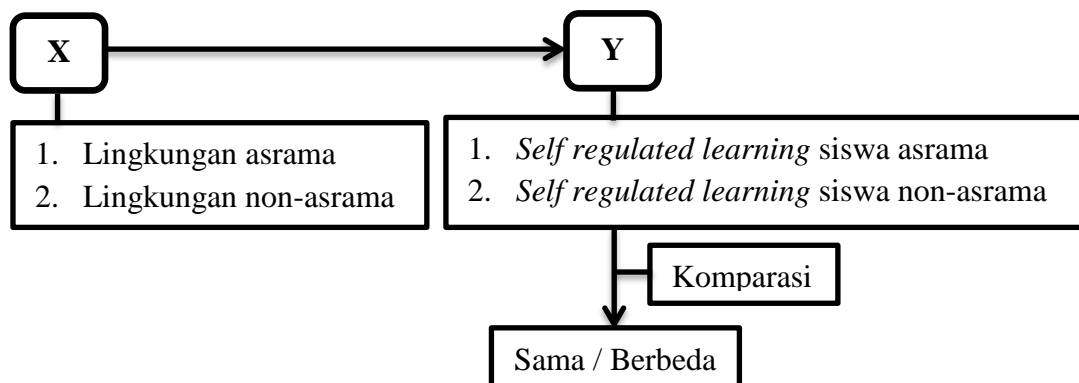 X
Y
1. Lingkungan asrama
2. Lingkungan non-asrama
1. Self regulated learning siswa asrama
2. Self regulated learning siswa non-asrama
Komparasi
Sama / Berbeda